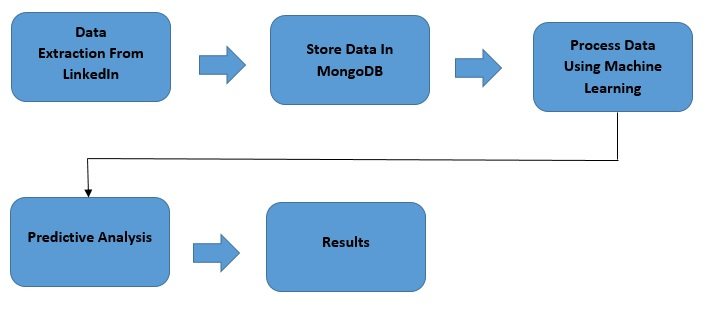 Data
Extraction From
LinkedIn
Store Data In
MongoDB
Process Data
Using Machine
Learning
Predictive Analysis
Results